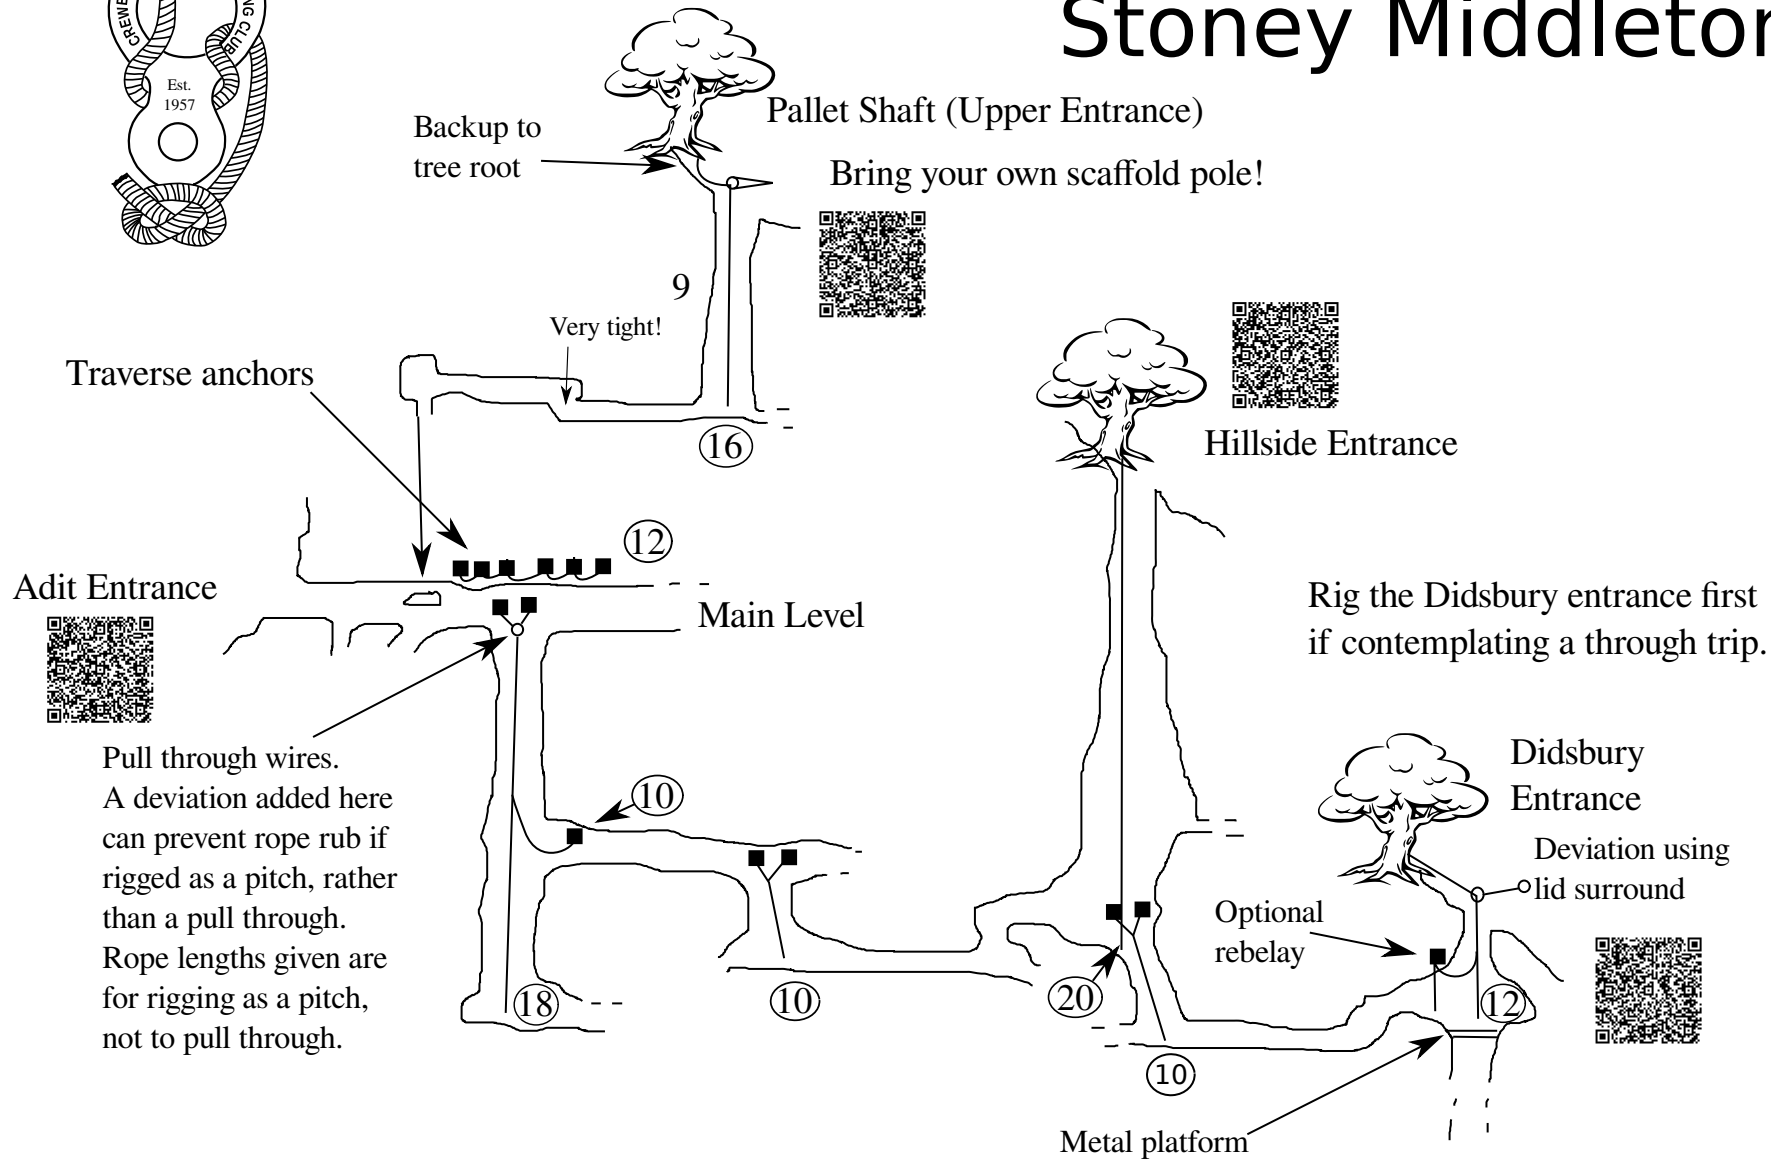 CREWE
NG CLUB
Est.
1957
Stoney Middleton
Pallet Shaft (Upper Entrance)
Backup to
tree root
Bring your own scaffold pole!
9
Very tight!
Traverse anchors
16
Hillside Entrance
12
Adit Entrance
Main Level
Rig the Didsbury entrance first
if contemplating a through trip.
Pull through wires.
A deviation added here
can prevent rope rub if
rigged as a pitch, rather
than a pull through.
Rope lengths given are
for rigging as a pitch,
not to pull through.
10
Didsbury
Entrance
Deviation using
lid surround
Optional
rebelay
18
10
20
12
10
Metal platform